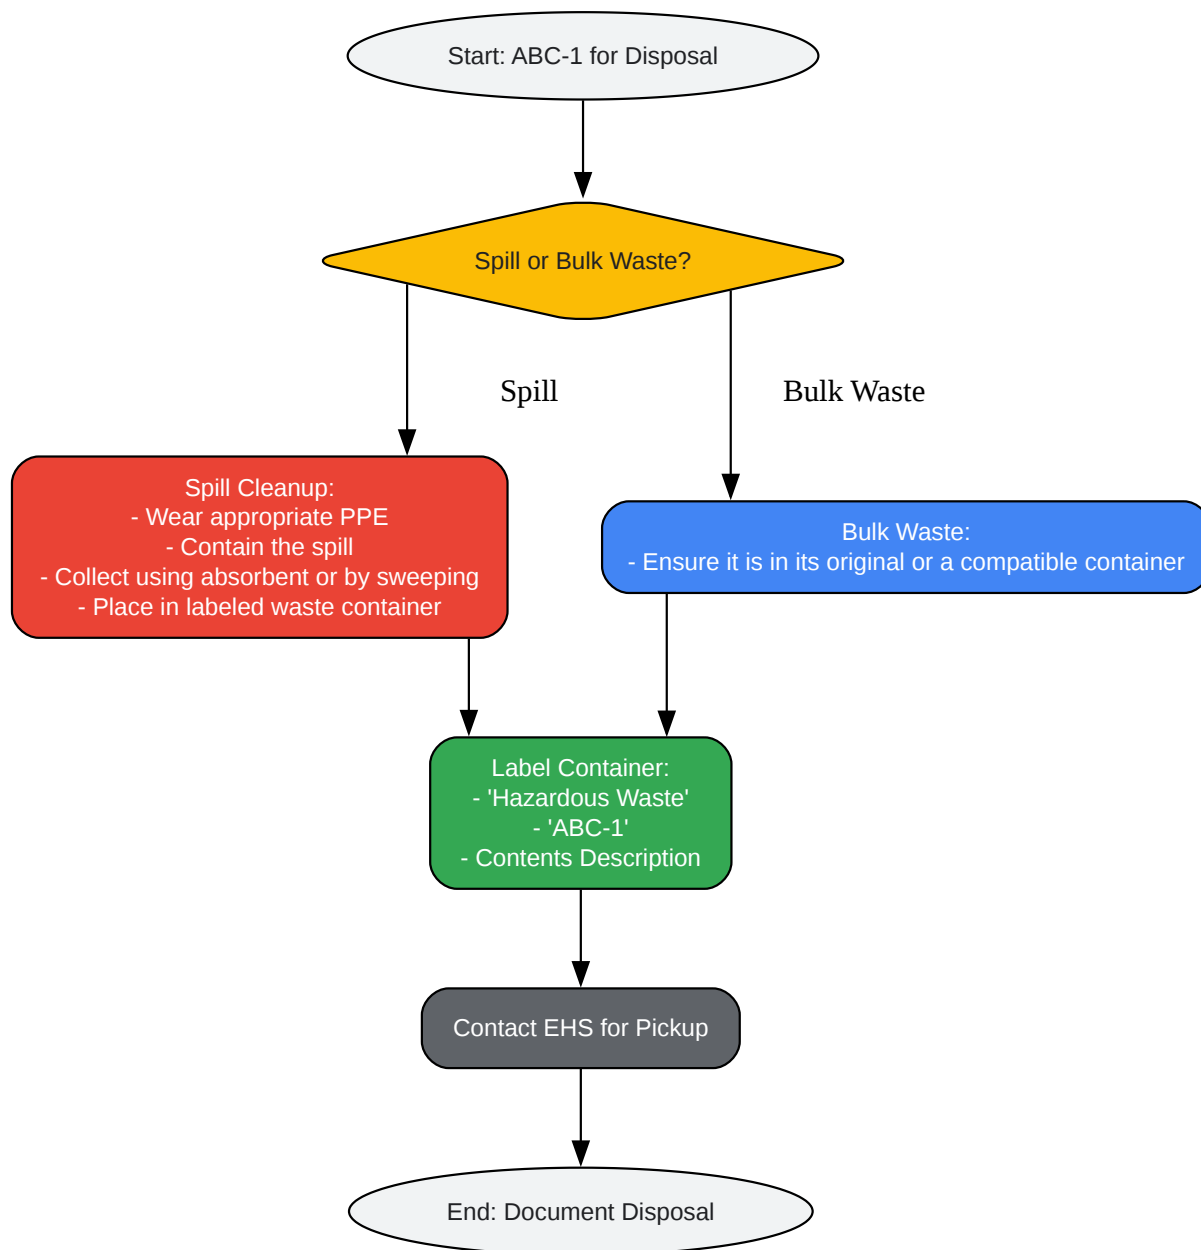 Start: ABC-1 for Disposal
Spill or Bulk Waste?
Spill
Bulk Waste
Spill Cleanup:
- Wear appropriate PPE
- Contain the spill
- Collect using absorbent or by sweeping
- Place in labeled waste container
Bulk Waste:
- Ensure it is in its original or a compatible container
Label Container:
- 'Hazardous Waste'
- 'ABC-1'
- Contents Description
Contact EHS for Pickup
End: Document Disposal